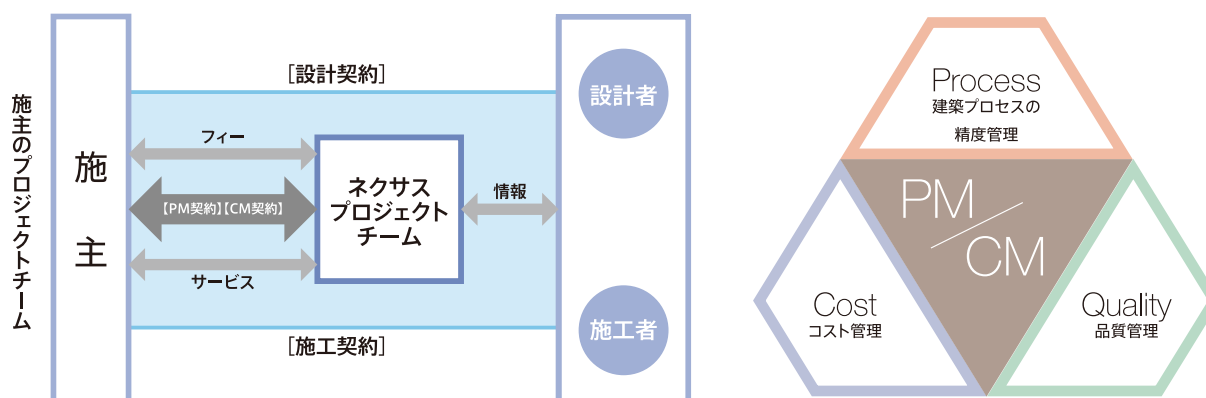 施主のプロジェクトチーム
施主
［設計契約］
フィー
【PM契約】【CM契約】
サービス
［施工契約］
ネクサス
プロジェクト
チーム
情報
設計者
施工者
Process
建築プロセスの
精度管理
PM
CM
Cost
コスト管理
Quality
品質管理